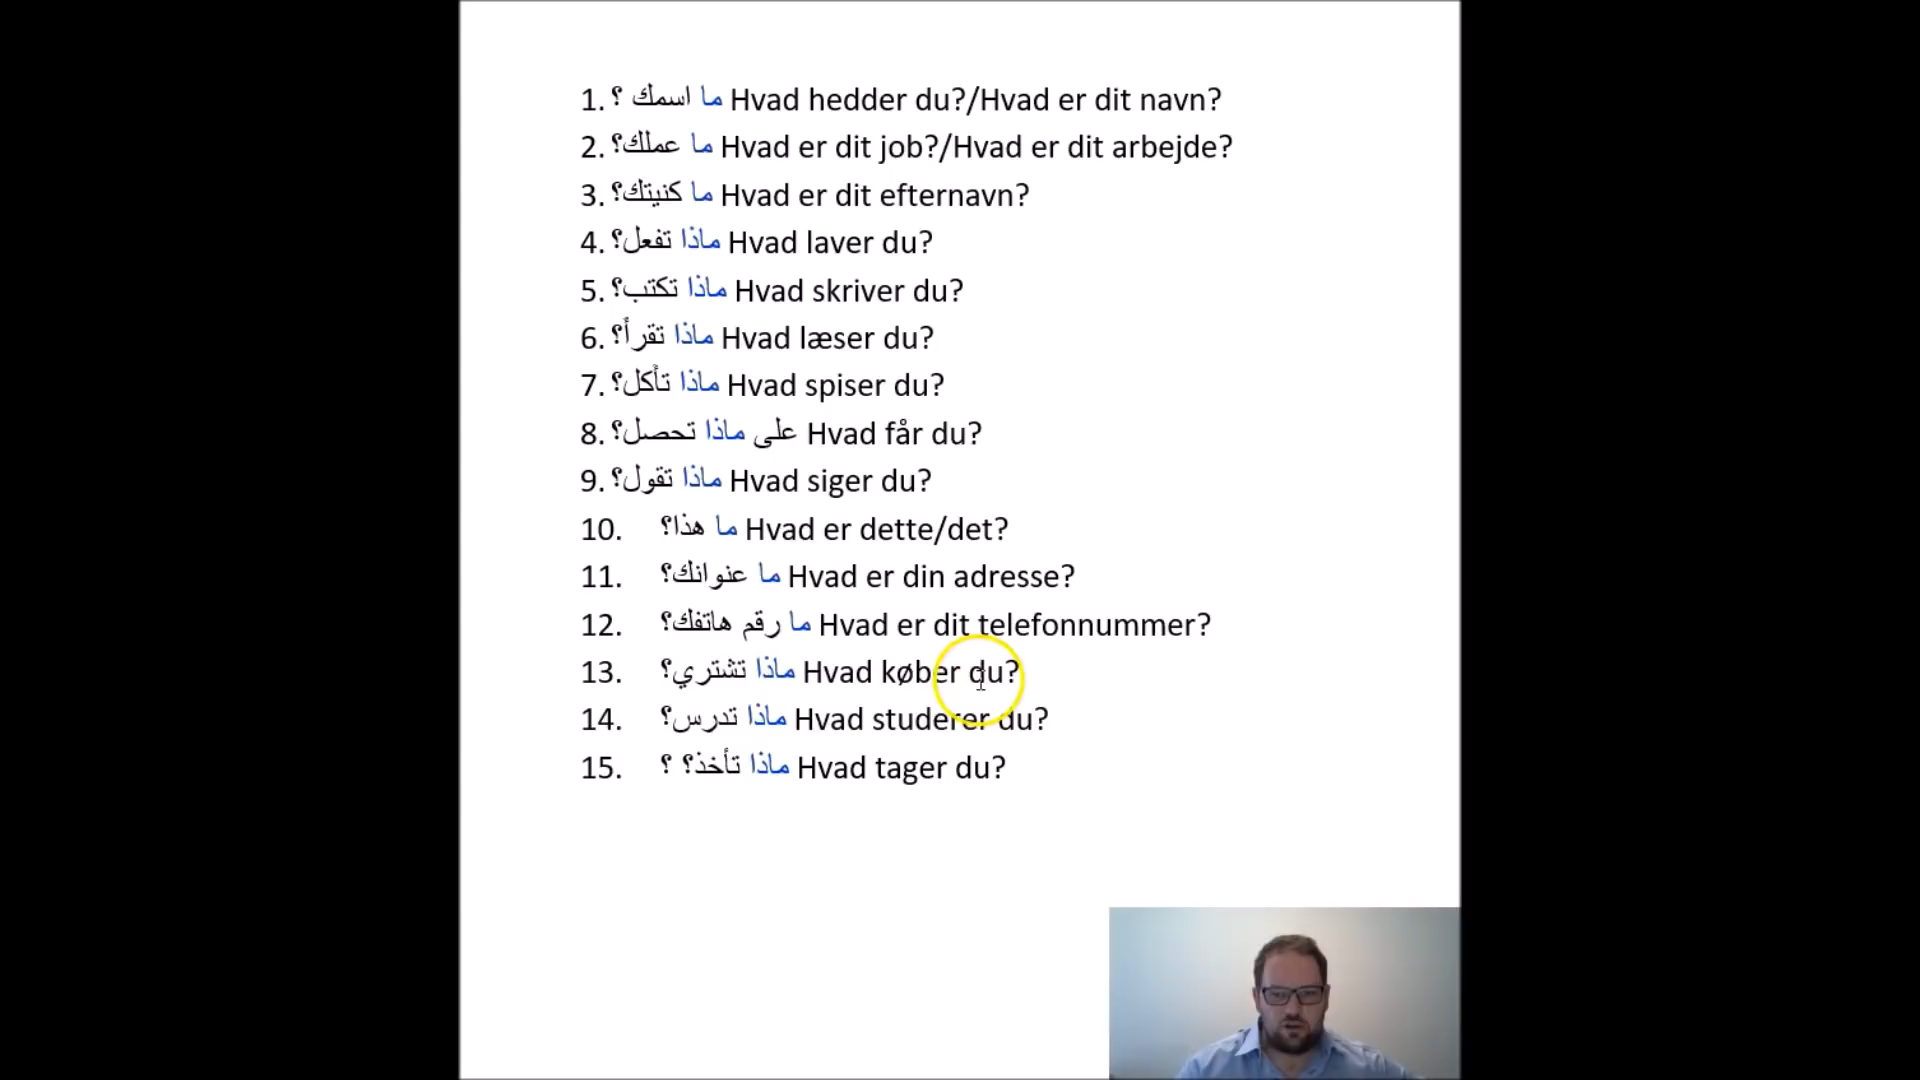 1. ما اسمك ؟ Hvad hedder du?/Hvad er dit navn?
2. ما عملك؟ Hvad er dit job?/Hvad er dit arbejde?
3. ما كنيتك؟ Hvad er dit efternavn?
4. ماذا تفعل؟ Hvad laver du?
5. ماذا تكتب؟ Hvad skriver du?
6. ماذا تقرأ؟ Hvad læser du?
7. ماذا تأكل؟ Hvad spiser du?
8. على ماذا تحصل؟ Hvad får du?
9. ماذا تقول؟ Hvad siger du?
10. ما هذا؟ Hvad er dette/det?
11. ما عنوانك؟ Hvad er din adresse?
12. ما رقم هاتفك؟ Hvad er dit telefonnummer?
13. ماذا تشتري؟ Hvad køber du?
14. ماذا تدرس؟ Hvad studerer du?
15. ماذا تأخذ؟ ؟ Hvad tager du?